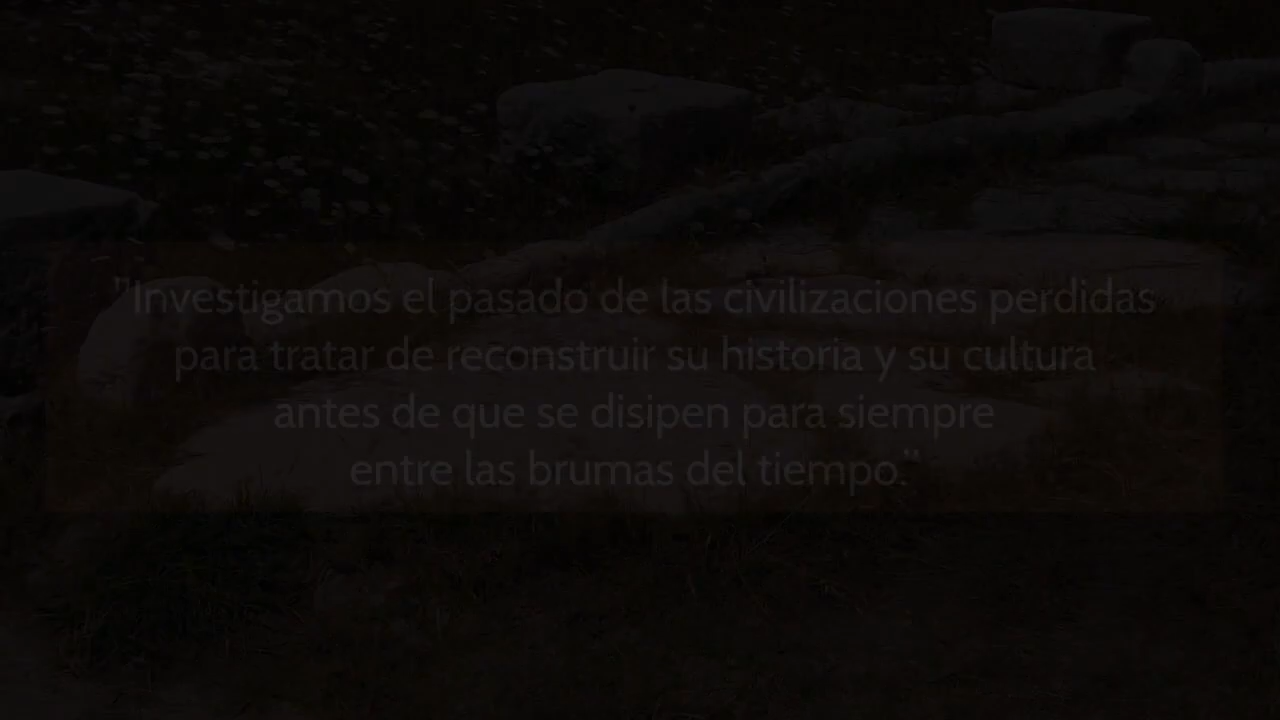 "Investigamos el pasado de las civilizaciones perdidas
para tratar de reconstruir su historia y su cultura
antes de que se disipen para siempre
entre las brumas del tiempo."